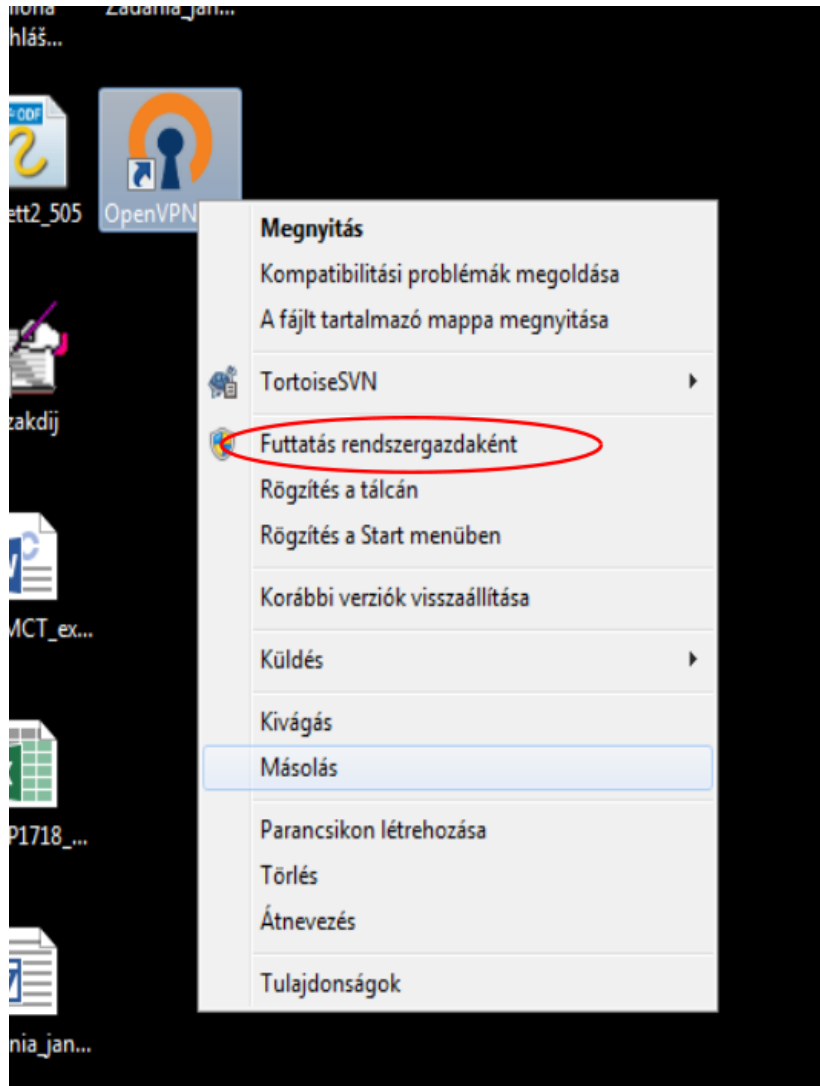 Zadania_jan...
hláš...
ODF
ett2_505
OpenVPN
Megnyitás
Kompatibilitási problémák megoldása
A fájlt tartalmazó mappa megnyitása
TortoiseSVN
zakdij
Futtatás rendszergazdaként
Rögzítés a tálcán
Rögzítés a Start menüben
Korábbi verziók visszaállítása
MCT_ex...
Küldés
Kivágás
Másolás
P1718_...
Parancsikon létrehozása
Törlés
Átnevezés
Tulajdonságok
nia_jan...